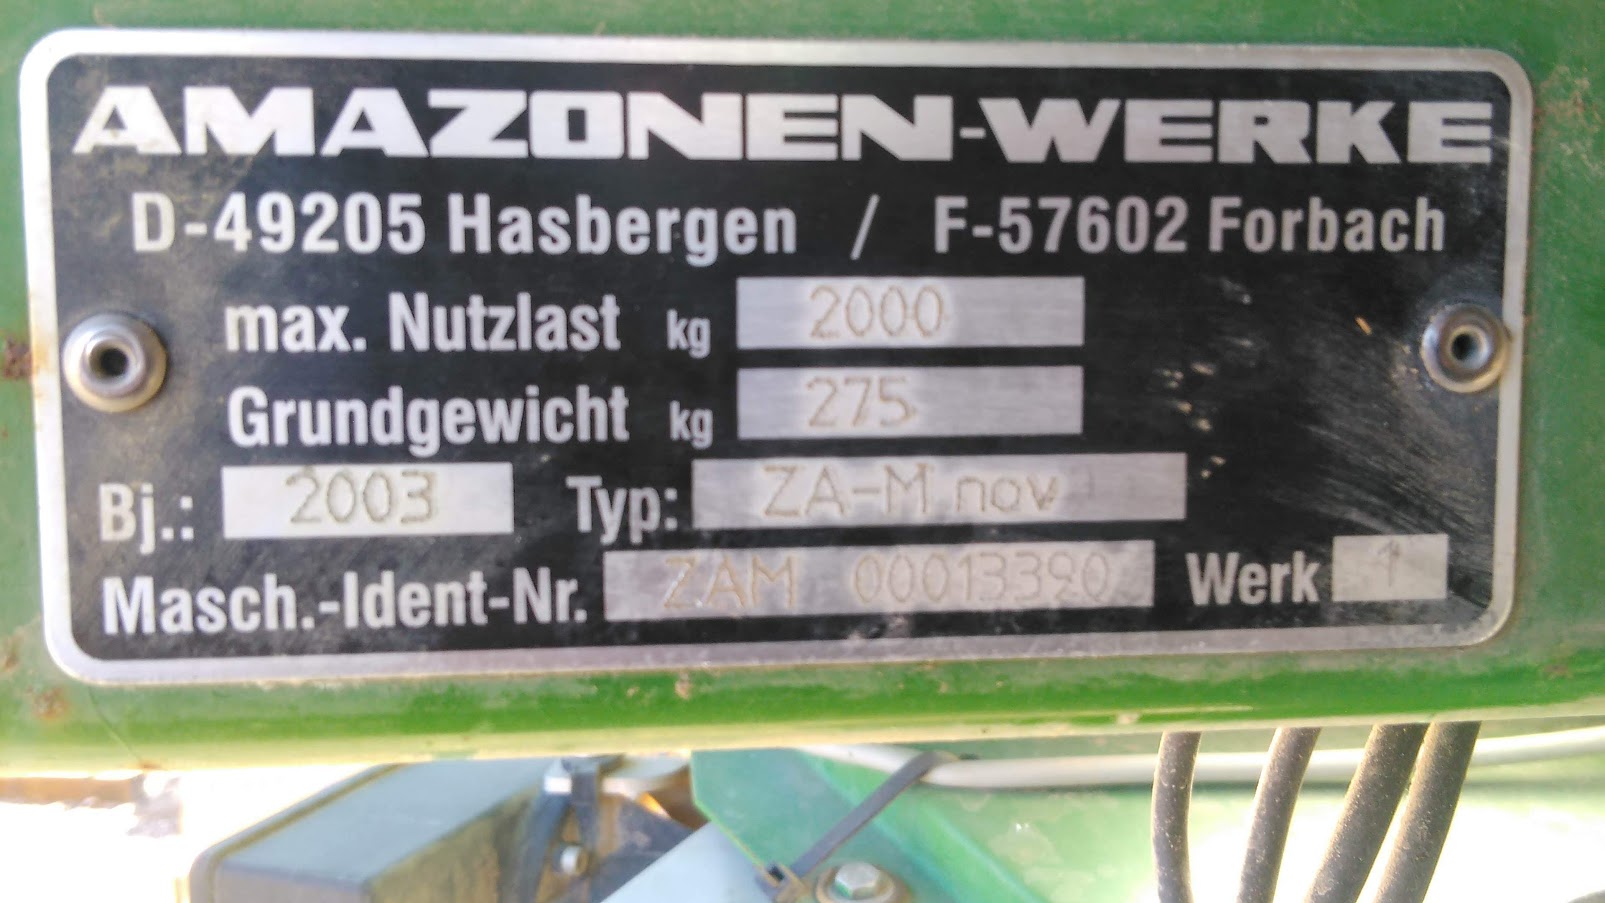 AMAZONEN-WERKE
D-49205 Hasbergen / F-57602 Forbach
max. Nutzlast kg 2000
Grundgewicht kg 275
Bj.: 2003 Typ: ZA-M nov
Masch.-Ident-Nr. ZAM 00013390 Werk 1